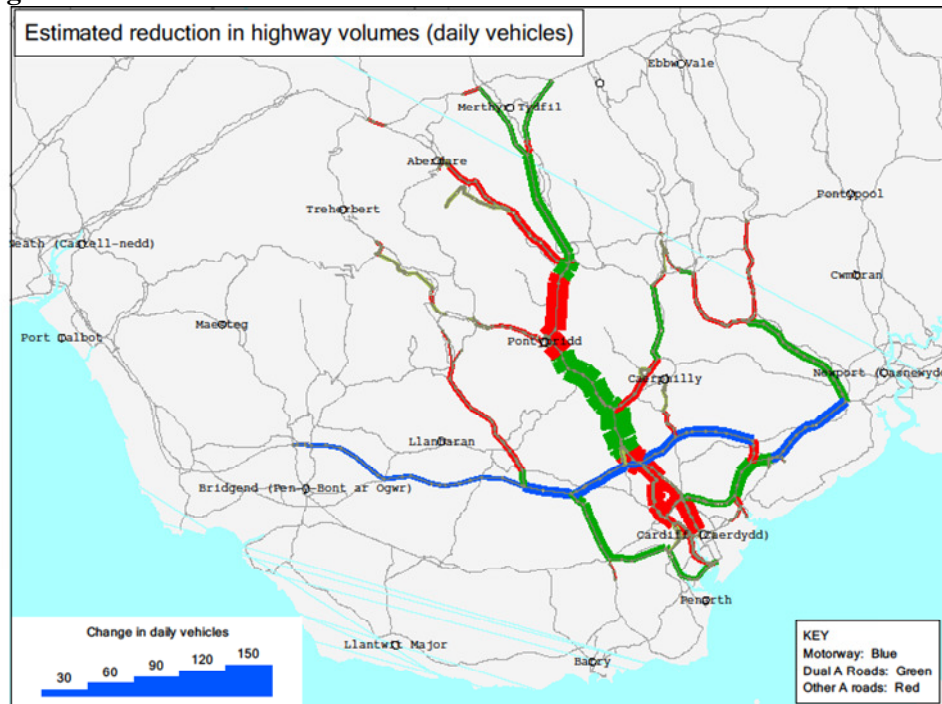 Estimated reduction in highway volumes (daily vehicles)
Ebbw Vale
Merthyr Tydfil
Aberdare
Pontypool
Treherbert
Neath (Castell-nedd)
Cwmbran
Maesteg
Port Talbot
Pontypridd
Caerphilly
Newport (Casnewydd
Bridgend (Pen-Y-Bont ar Ogwr)
Cardiff (Caerdydd)
Penarth
Llantwit Major
Barry
Change in daily vehicles
30
60
90
120
150
KEY
Motorway: Blue
Dual A Roads: Green
Other A roads: Red